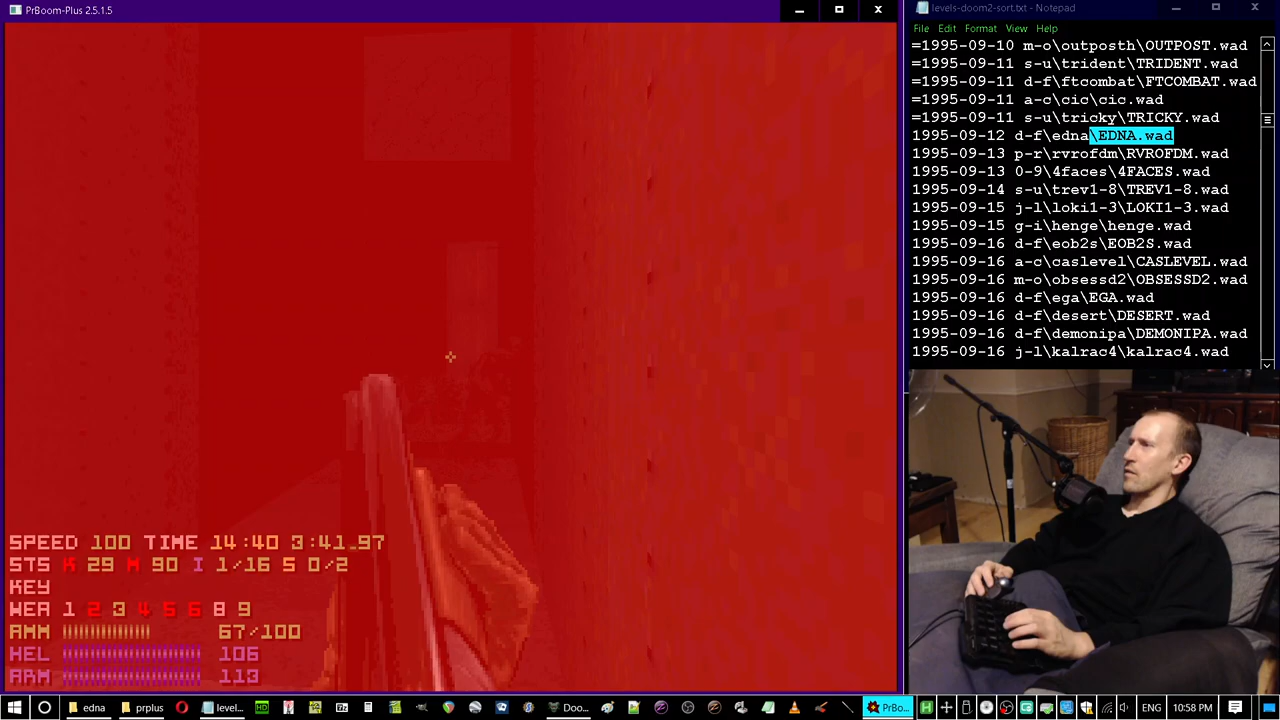 PrBoom-Plus 2.5.1.5
SPEED 100 TIME 14:40 3:41.97
STS K 29 M 90 I 1/16 S 0/2
KEY
WEA 1 2 3 4 5 6 8 9
AMM 67/100
HEL 106
ARM 113
levels-doom2-sort.txt - Notepad
File Edit Format View Help
=1995-09-10 m-o\outposth\OUTPOST.wad
=1995-09-11 s-u\trident\TRIDENT.wad
=1995-09-11 d-f\ftcombat\FTCOMBAT.wad
=1995-09-11 a-c\cic\cic.wad
=1995-09-11 s-u\tricky\TRICKY.wad
1995-09-12 d-f\edna\EDNA.wad
1995-09-13 p-r\rvrofdm\RVROFDM.wad
1995-09-13 0-9\4faces\4FACES.wad
1995-09-14 s-u\trev1-8\TREV1-8.wad
1995-09-15 j-l\loki1-3\LOKI1-3.wad
1995-09-15 g-i\henge\henge.wad
1995-09-16 d-f\eob2s\EOB2S.wad
1995-09-16 a-c\caslevel\CASLEVEL.wad
1995-09-16 m-o\obsessd2\OBSESSD2.wad
1995-09-16 d-f\ega\EGA.wad
1995-09-16 d-f\desert\DESERT.wad
1995-09-16 d-f\demonipa\DEMONIPA.wad
1995-09-16 j-l\kalrac4\kalrac4.wad
edna prplus level... Doo... PrBo... ENG 10:58 PM